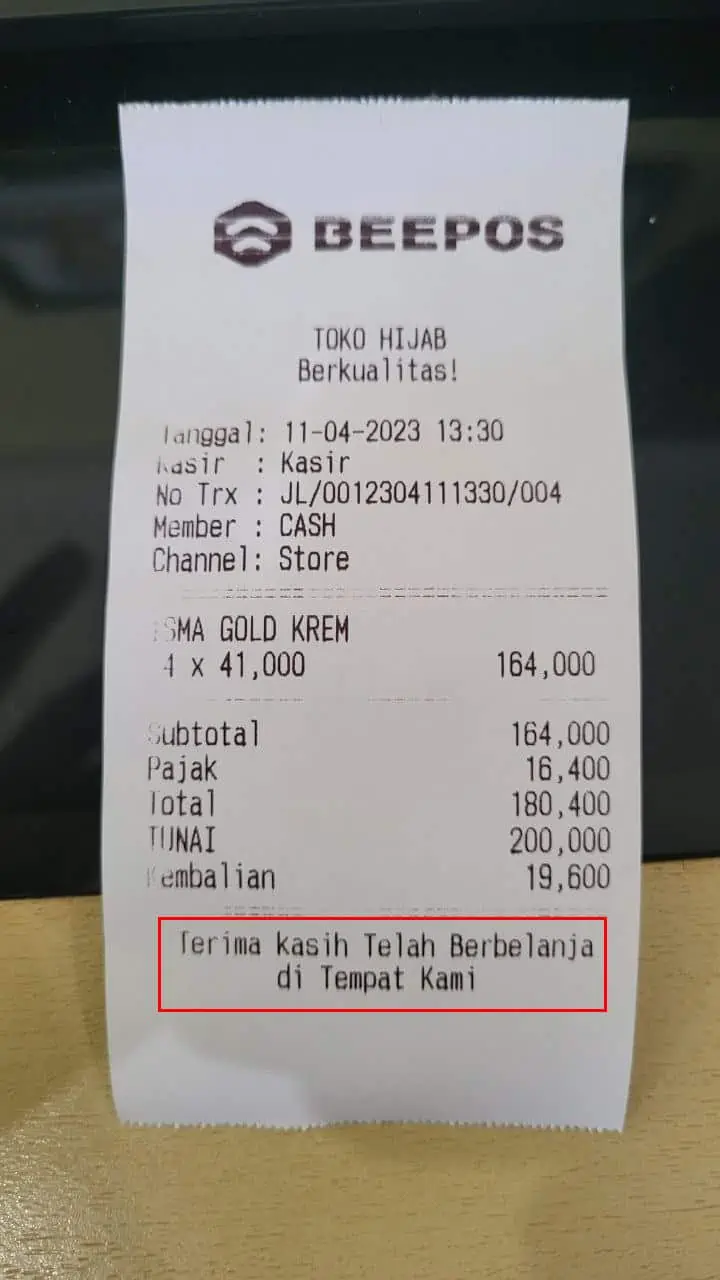 BEEPOS
TOKO HIJAB
Berkualitas!
Tanggal: 11-04-2023 13:30
Kasir : Kasir
No Trx : JL/0012304111330/004
Member : CASH
Channel: Store
GOLD KREM
4 x 41,000 164,000
Subtotal 164,000
Pajak 16,400
Total 180,400
TUNAI 200,000
Kembalian 19,600
Terima kasih Telah Berbelanja
di Tempat Kami